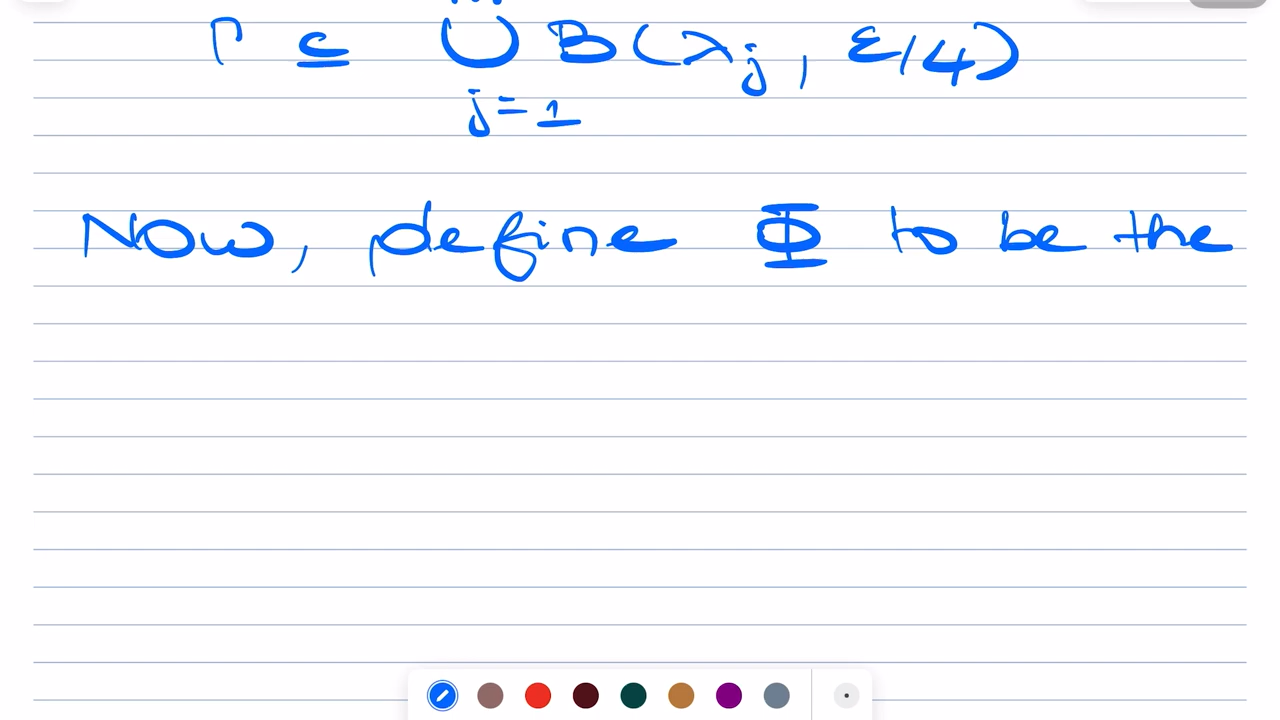 Γ ⊆ ⋃ B(λ_j, ε/4)
j=1
Now, define Φ to be the